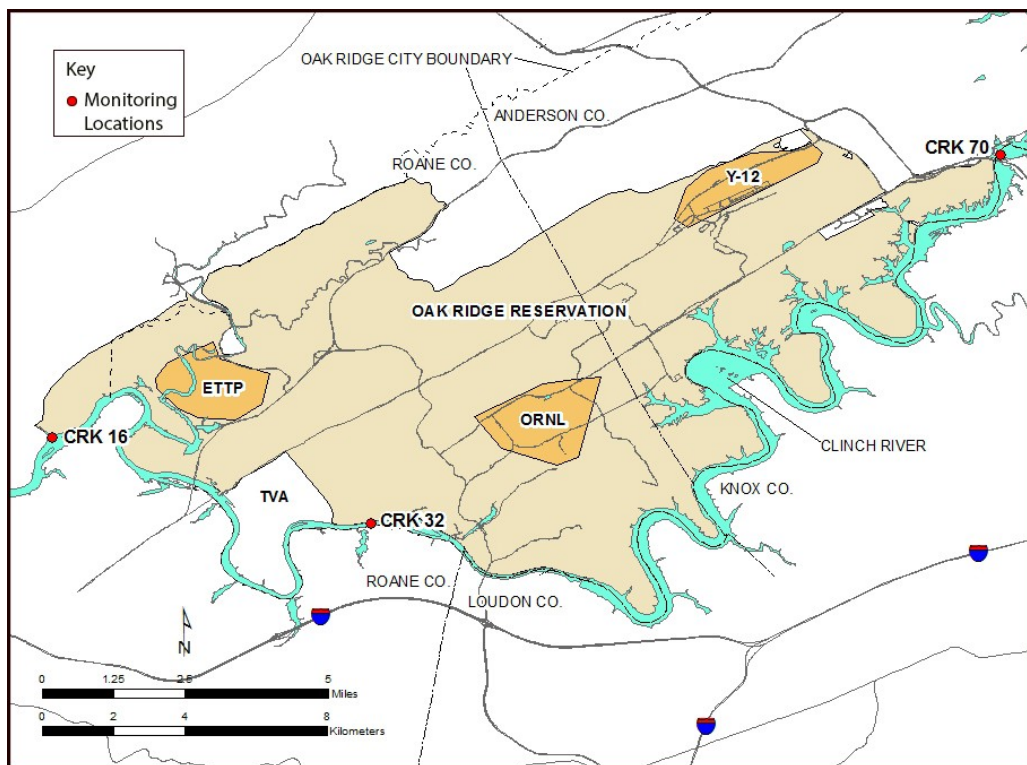 Key
Monitoring
Locations
OAK RIDGE CITY BOUNDARY
ANDERSON CO.
ROANE CO.
CRK 70
Y-12
OAK RIDGE RESERVATION
ETTP
ORNL
CRK 16
CLINCH RIVER
KNOX CO.
TVA
CRK 32
ROANE CO.
LOUDON CO.
N
0 1.25 2.5 5
Miles
0 2 4 8
Kilometers